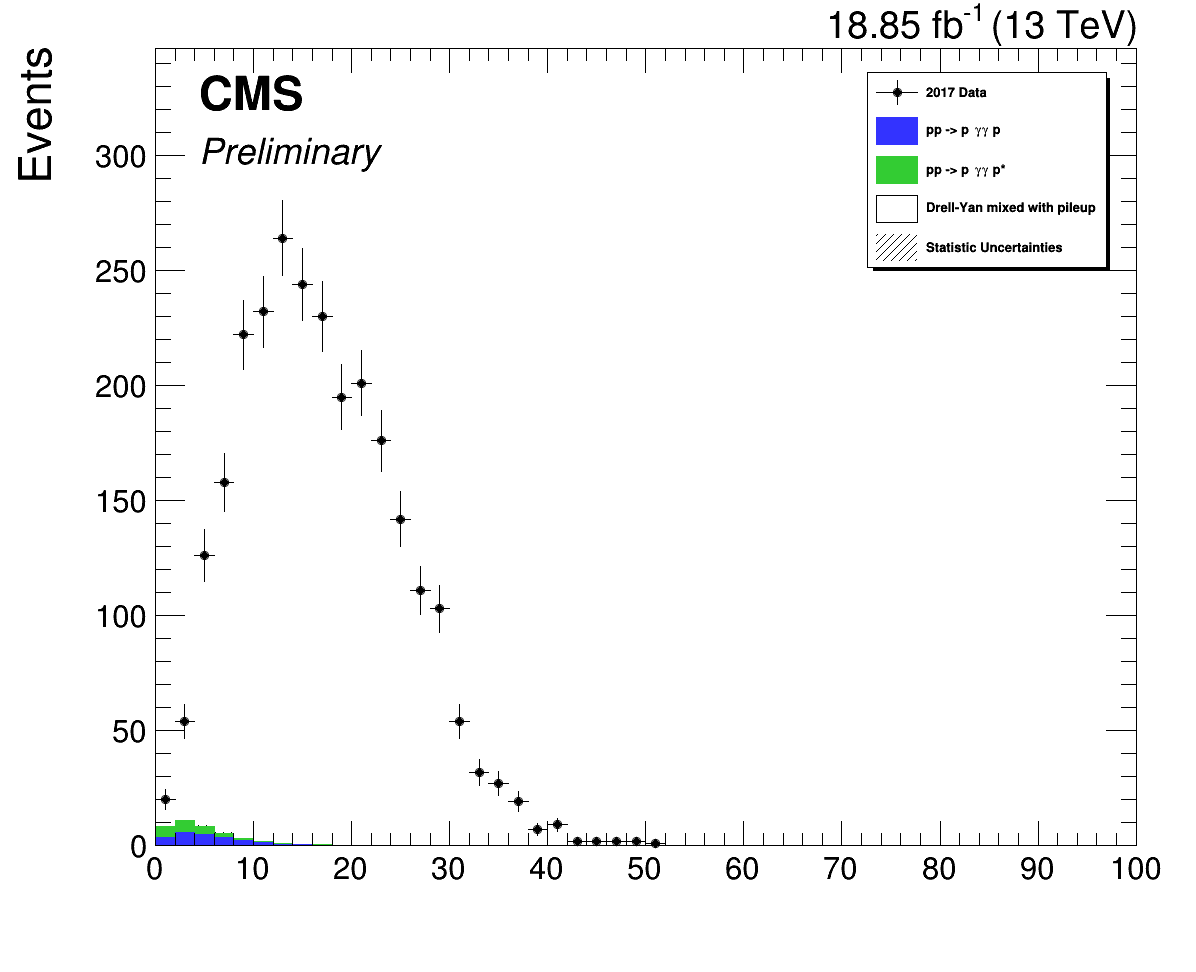 18.85 fb⁻¹ (13 TeV)
Events
CMS
Preliminary
2017 Data
pp -> p γγ p
pp -> p γγ p*
Drell-Yan mixed with pileup
Statistic Uncertainties
300
250
200
150
100
50
0
0 10 20 30 40 50 60 70 80 90 100